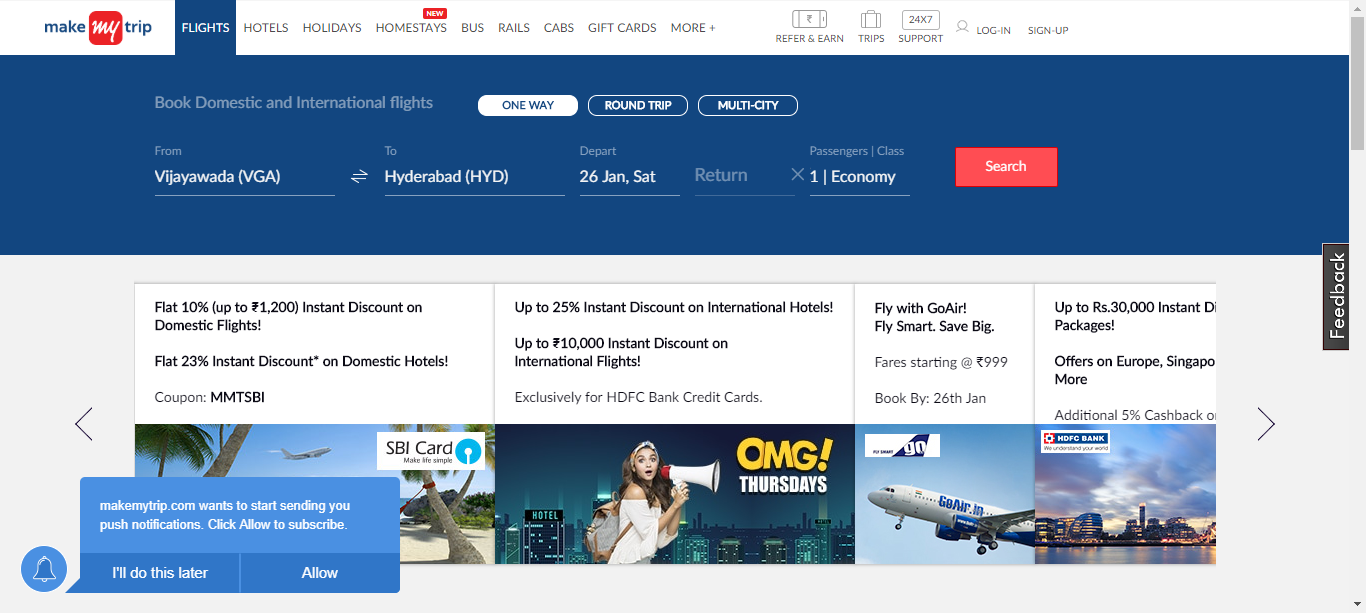 make my trip
FLIGHTS
HOTELS
HOLIDAYS
NEW
HOMESTAYS
BUS
RAILS
CABS
GIFT CARDS
MORE +
₹
REFER & EARN
TRIPS
24X7
SUPPORT
LOG-IN
SIGN-UP
Book Domestic and International flights
ONE WAY
ROUND TRIP
MULTI-CITY
From
Vijayawada (VGA)
To
Hyderabad (HYD)
Depart
26 Jan, Sat
Return
Passengers | Class
1 | Economy
Search
Feedback
Flat 10% (up to ₹1,200) Instant Discount on
Domestic Flights!
Flat 23% Instant Discount* on Domestic Hotels!
Coupon: MMTSBI
SBI Card
Make life simple
Up to 25% Instant Discount on International Hotels!
Up to ₹10,000 Instant Discount on
International Flights!
Exclusively for HDFC Bank Credit Cards.
OMG!
THURSDAYS
HOTEL
HOTEL
Fly with GoAir!
Fly Smart. Save Big.
Fares starting @ ₹999
Book By: 26th Jan
FLY SMART
go
GOAIR.in
Up to Rs.30,000 Instant Di
Packages!
Offers on Europe, Singapo
More
Additional 5% Cashback o
HDFC BANK
We understand your world
makemytrip.com wants to start sending you
push notifications. Click Allow to subscribe.
I'll do this later
Allow